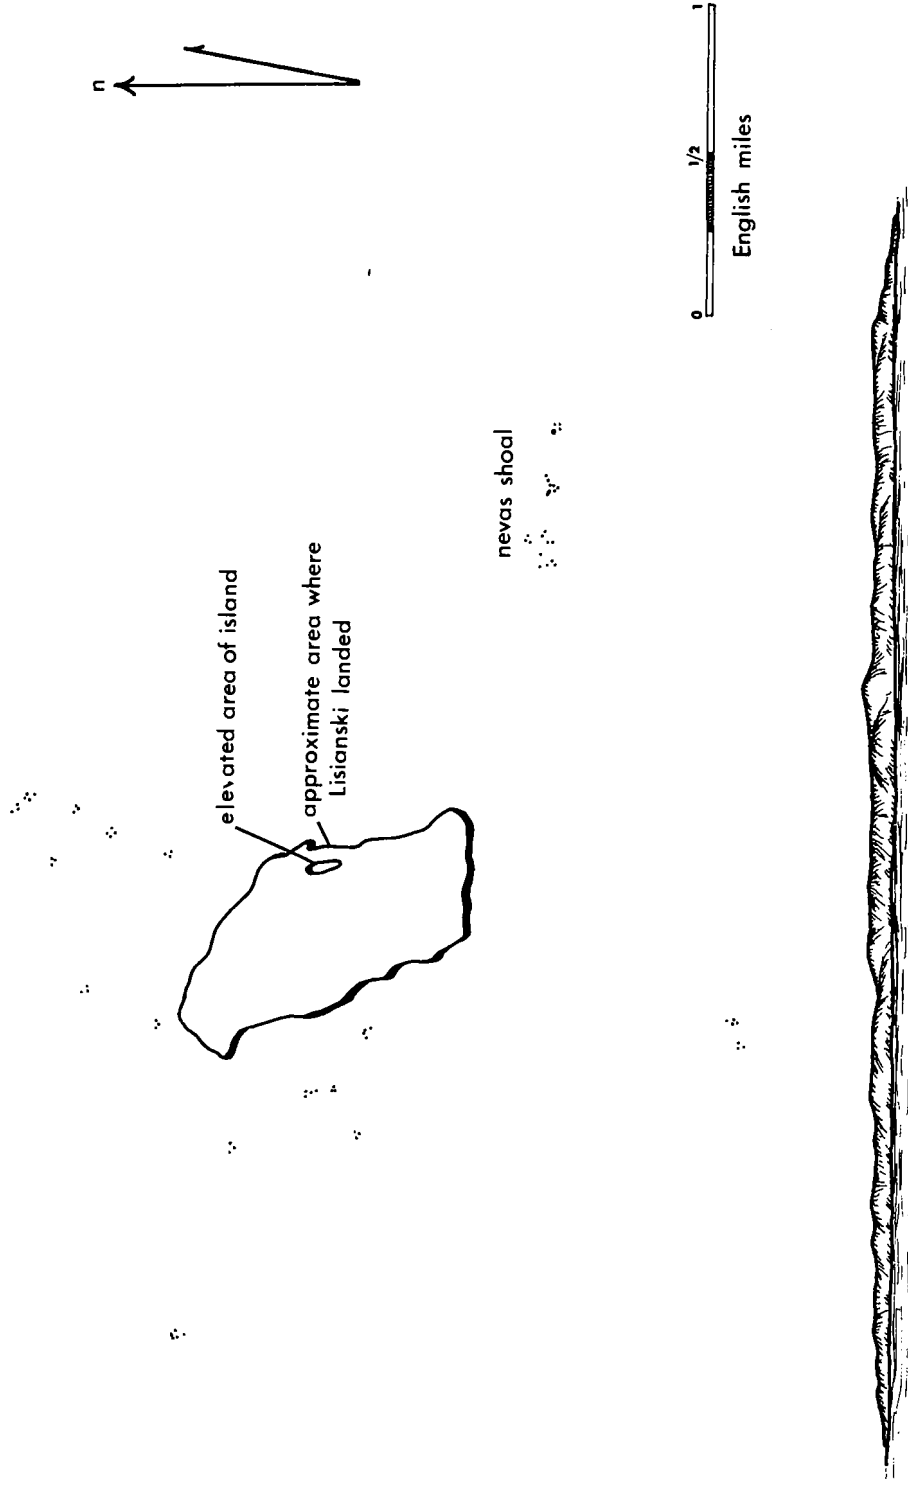 n
elevated area of island
approximate area where
Lisianski landed
nevas shoal
0 1/2 1
English miles